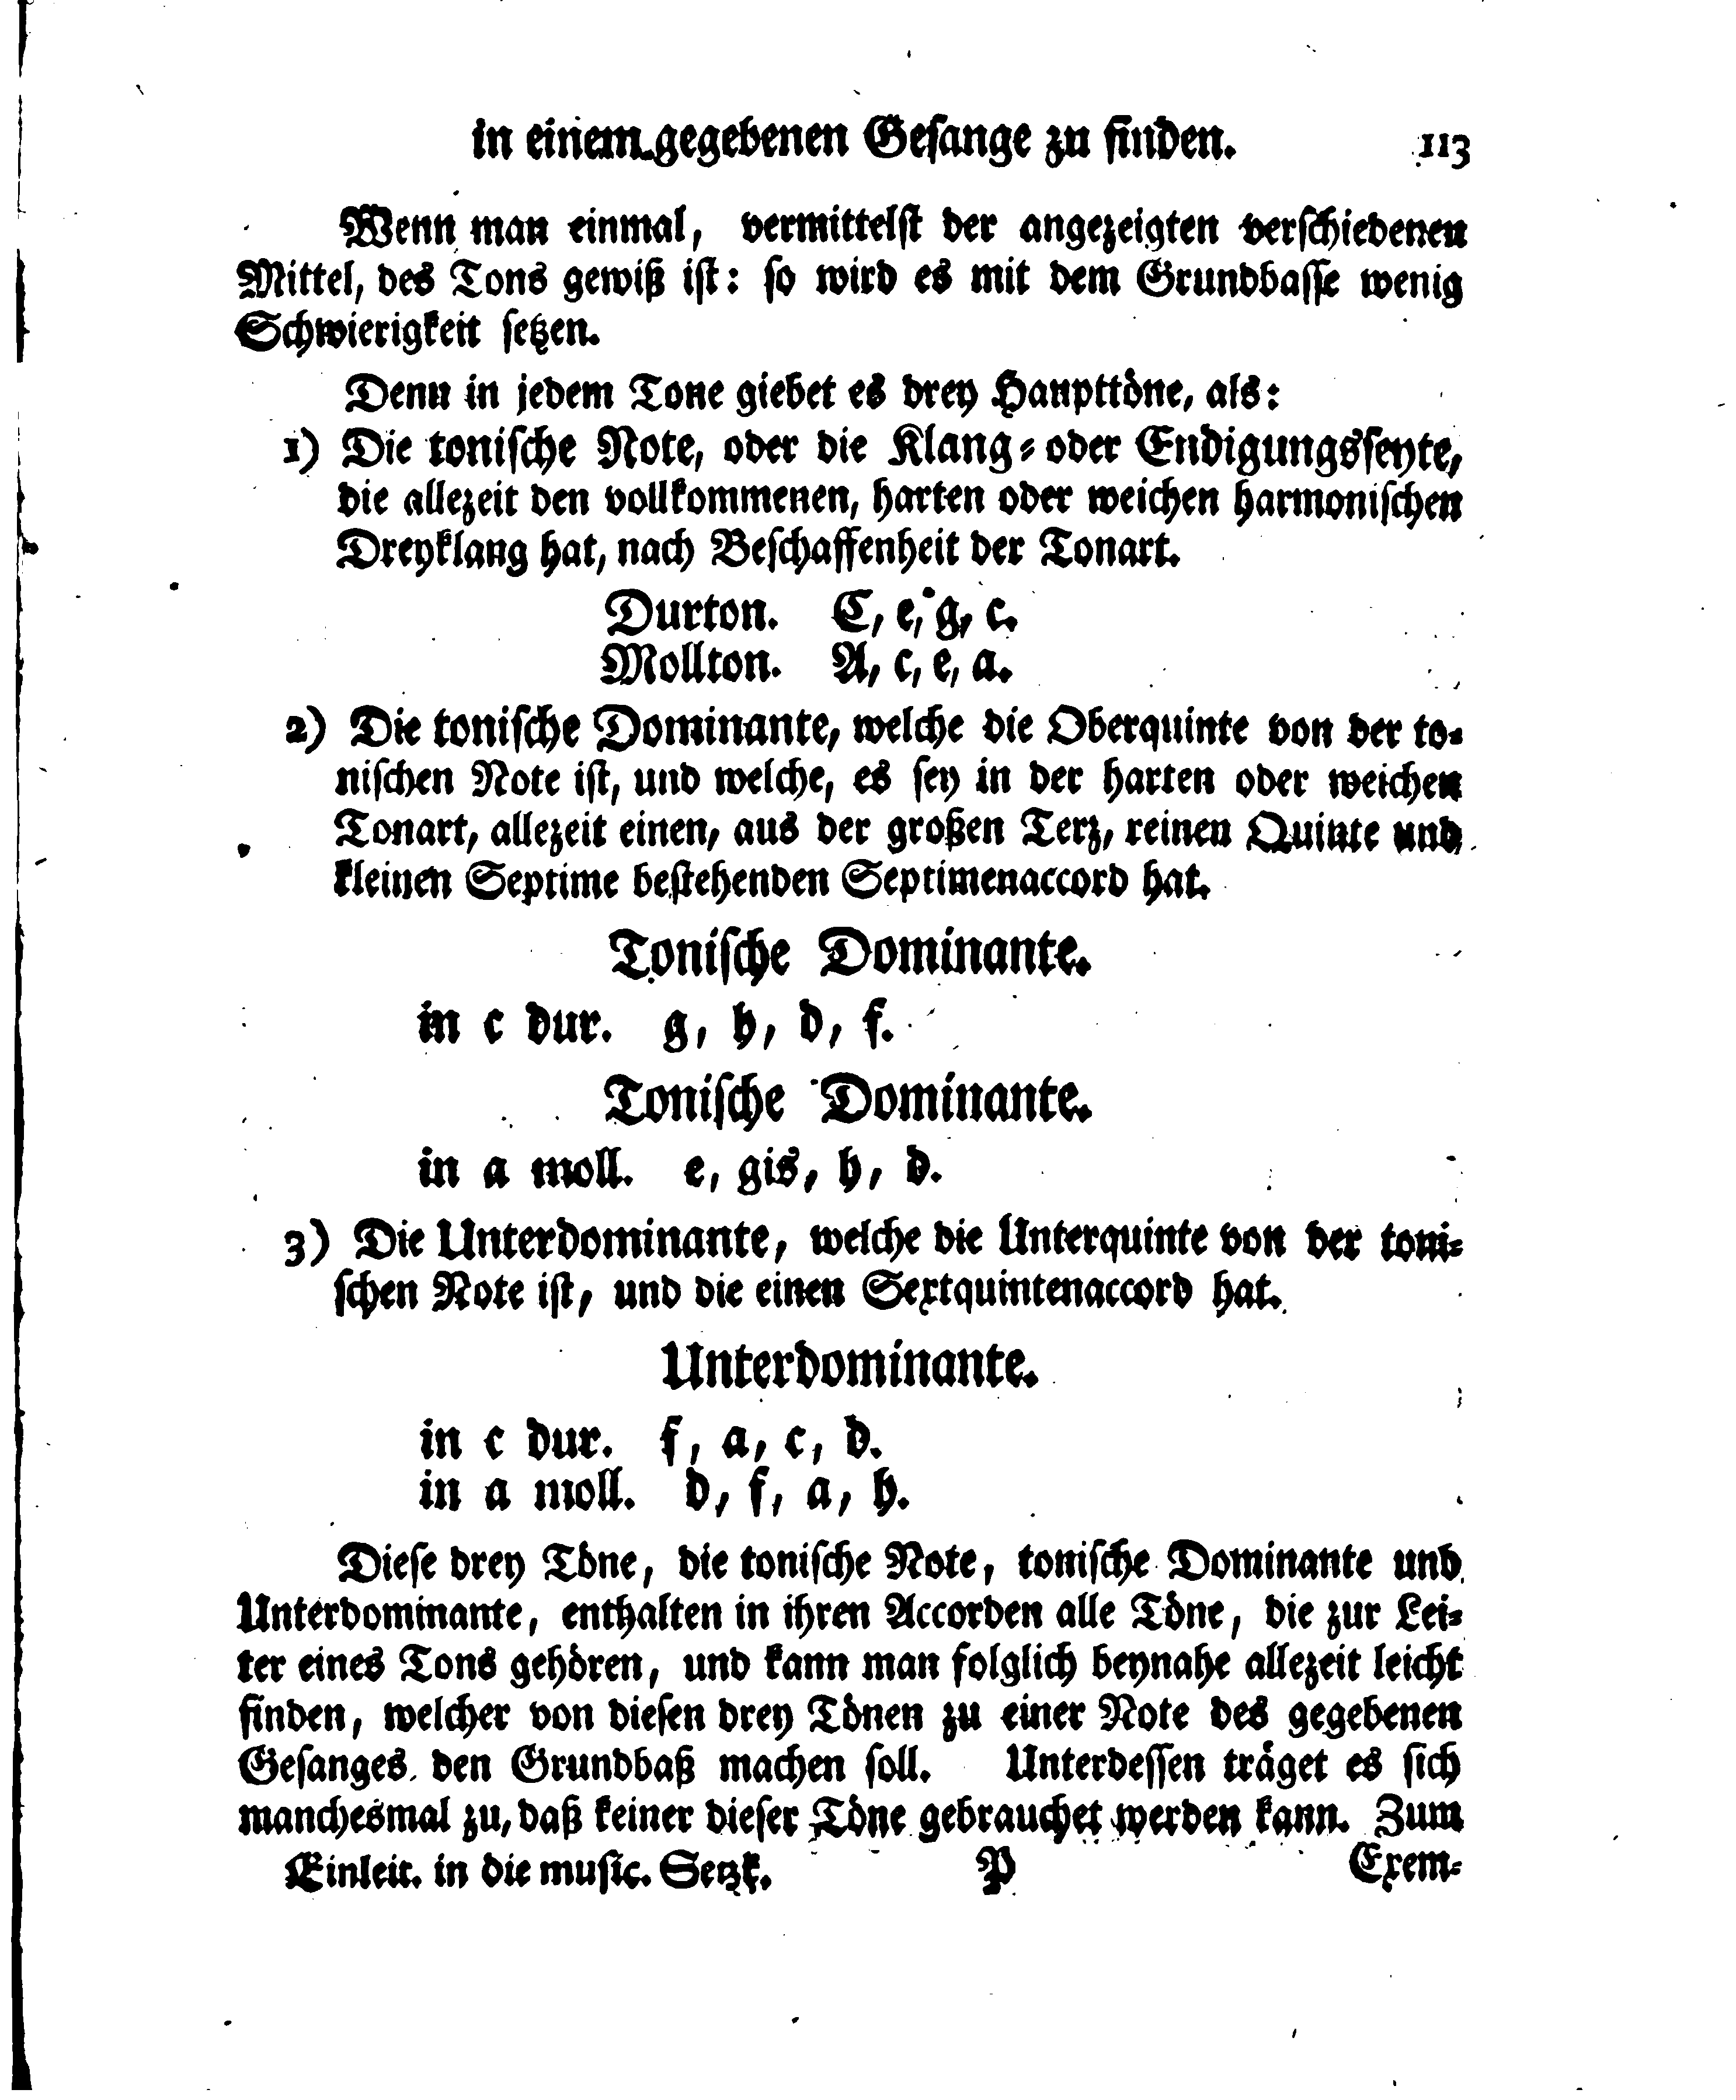 in einem gegebenen Gesange zu finden. 113
Wenn man einmal, vermittelst der angezeigten verschiedenen
Mittel, des Tons gewiß ist: so wird es mit dem Grundbasse wenig
Schwierigkeit setzen.
Denn in jedem Tone giebet es drey Haupttöne, als:
1) Die tonische Note, oder die Klang- oder Endigungsseyte,
die allezeit den vollkommenen, harten oder weichen harmonischen
Dreyklang hat, nach Beschaffenheit der Tonart.
Durton. C, e, g, c.
Mollton. A, c, e, a.
2) Die tonische Dominante, welche die Oberquinte von der to-
nischen Note ist, und welche, es sey in der harten oder weichen
Tonart, allezeit einen, aus der großen Terz, reinen Quinte und
kleinen Septime bestehenden Septimenaccord hat.
Tonische Dominante.
in c dur. g, h, d, f.
Tonische Dominante.
in a moll. e, gis, h, d.
3) Die Unterdominante, welche die Unterquinte von der toni-
schen Note ist, und die einen Sextquintenaccord hat.
Unterdominante.
in c dur. f, a, c, d.
in a moll. d, f, a, h.
Diese drey Töne, die tonische Note, tonische Dominante und
Unterdominante, enthalten in ihren Accorden alle Töne, die zur Lei-
ter eines Tons gehören, und kann man folglich beynahe allezeit leicht
finden, welcher von diesen drey Tönen zu einer Note des gegebenen
Gesanges den Grundbaß machen soll. Unterdessen träget es sich
manchesmal zu, daß keiner dieser Töne gebrauchet werden kann. Zum
Einleit. in die music. Setzk. P Exem-